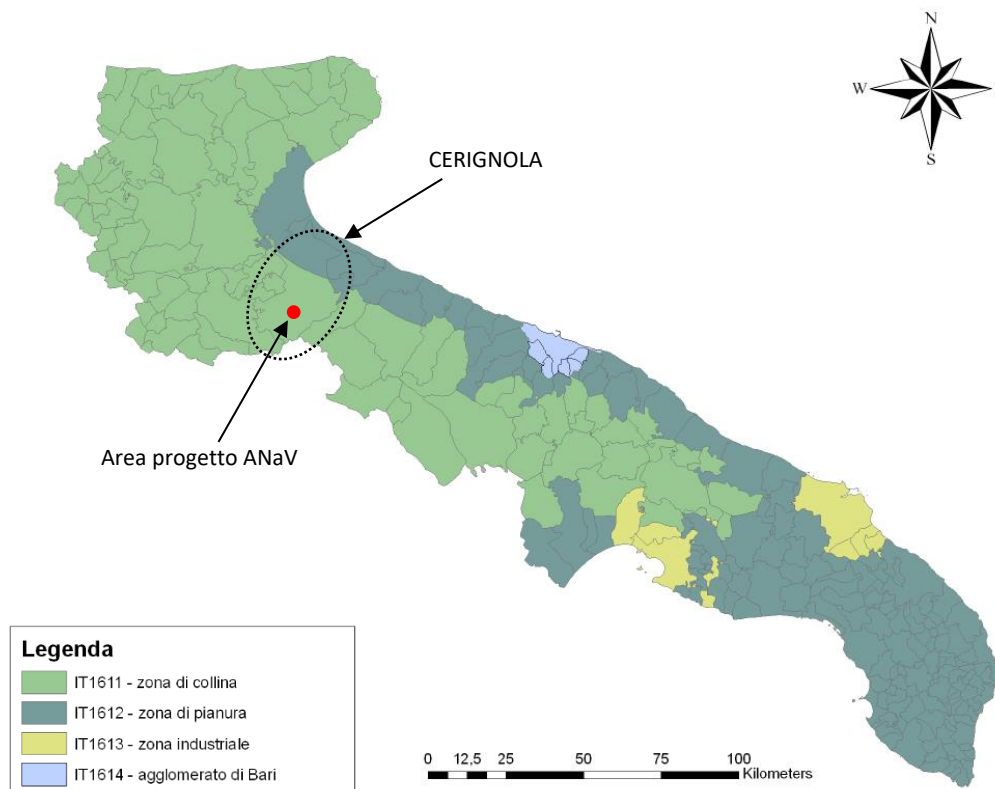 N
W
S
CERIGNOLA
Area progetto ANaV
Legenda
IT1611 - zona di collina
IT1612 - zona di pianura
IT1613 - zona industriale
IT1614 - agglomerato di Bari
0 12,5 25 50 75 100
Kilometers